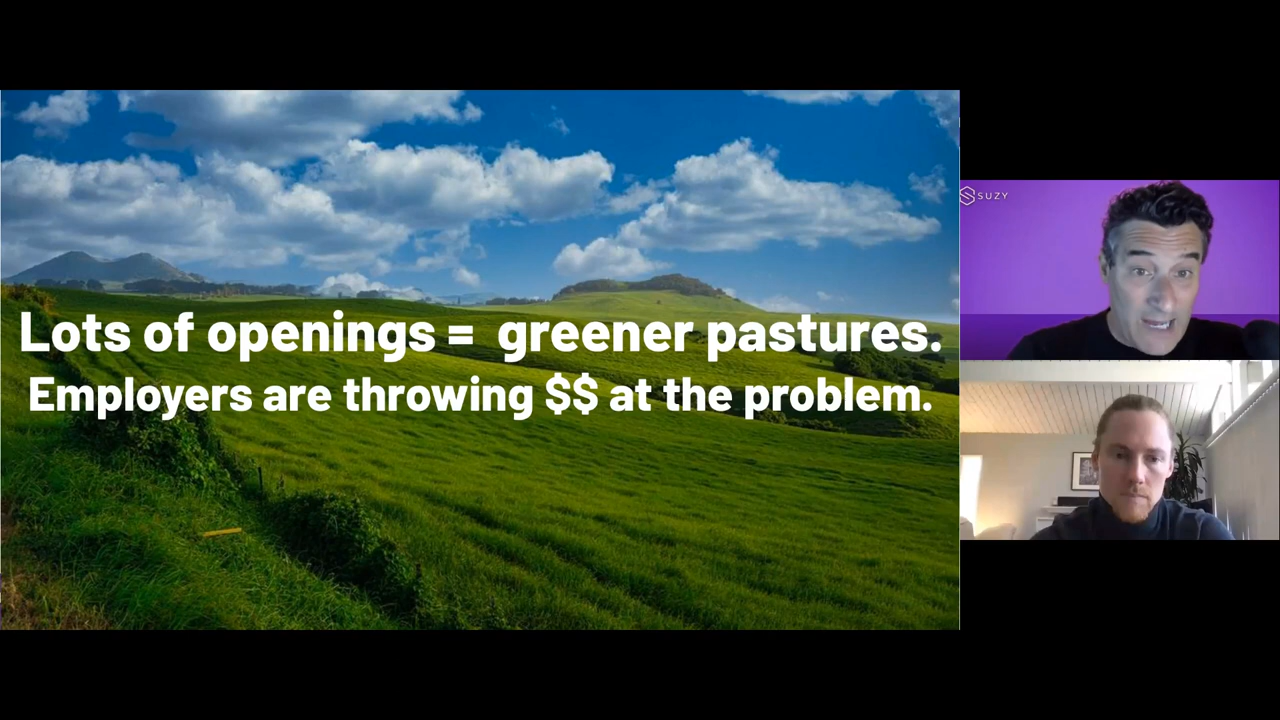 Lots of openings = greener pastures.
Employers are throwing $$ at the problem.
SUZY